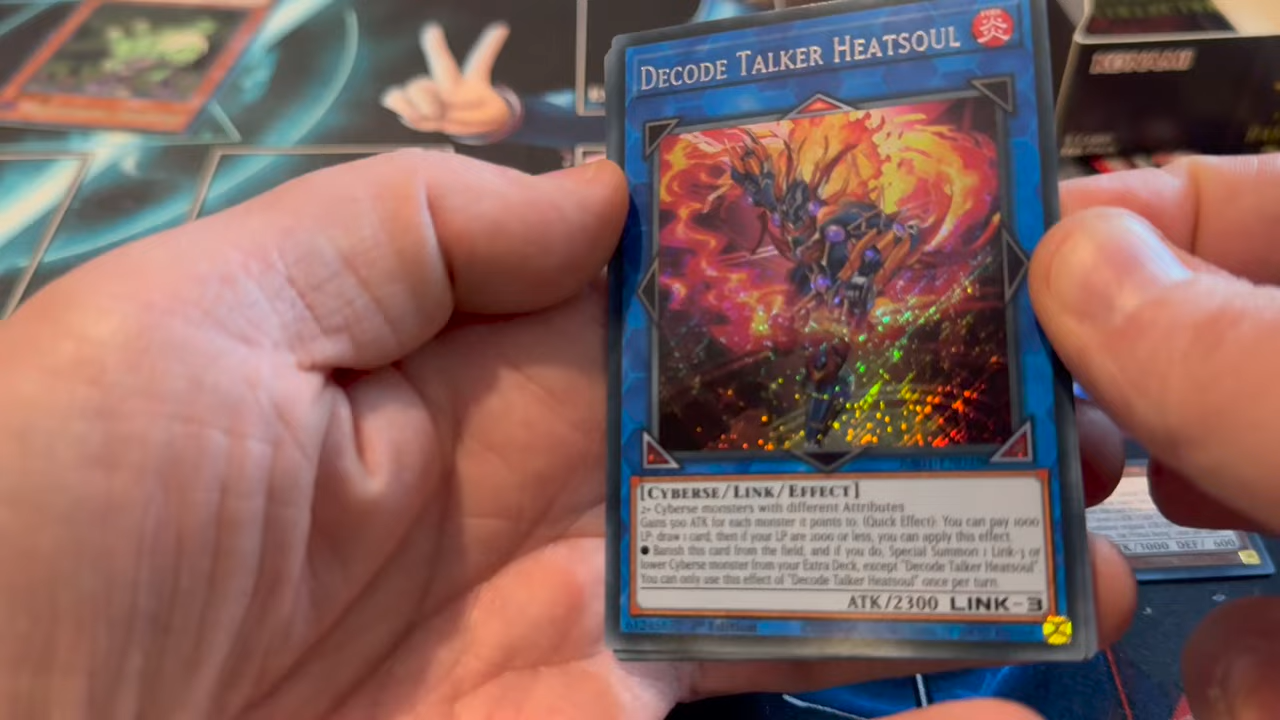 KONAMI
DECODE TALKER HEATSOUL
炎
[CYBERSE/LINK/EFFECT]
2+ Cyberse monsters with different Attributes
Gains 500 ATK for each monster it points to. (Quick Effect): You can pay 1000
LP; draw 1 card, then if your LP are 2000 or less, you can apply this effect.
● Banish this card from the field, and if you do, Special Summon 1 Link-3 or
lower Cyberse monster from your Extra Deck, except "Decode Talker Heatsoul".
You can only use this effect of "Decode Talker Heatsoul" once per turn.
ATK/2300 LINK-3
Edition
ATK/1000 DEF/ 600